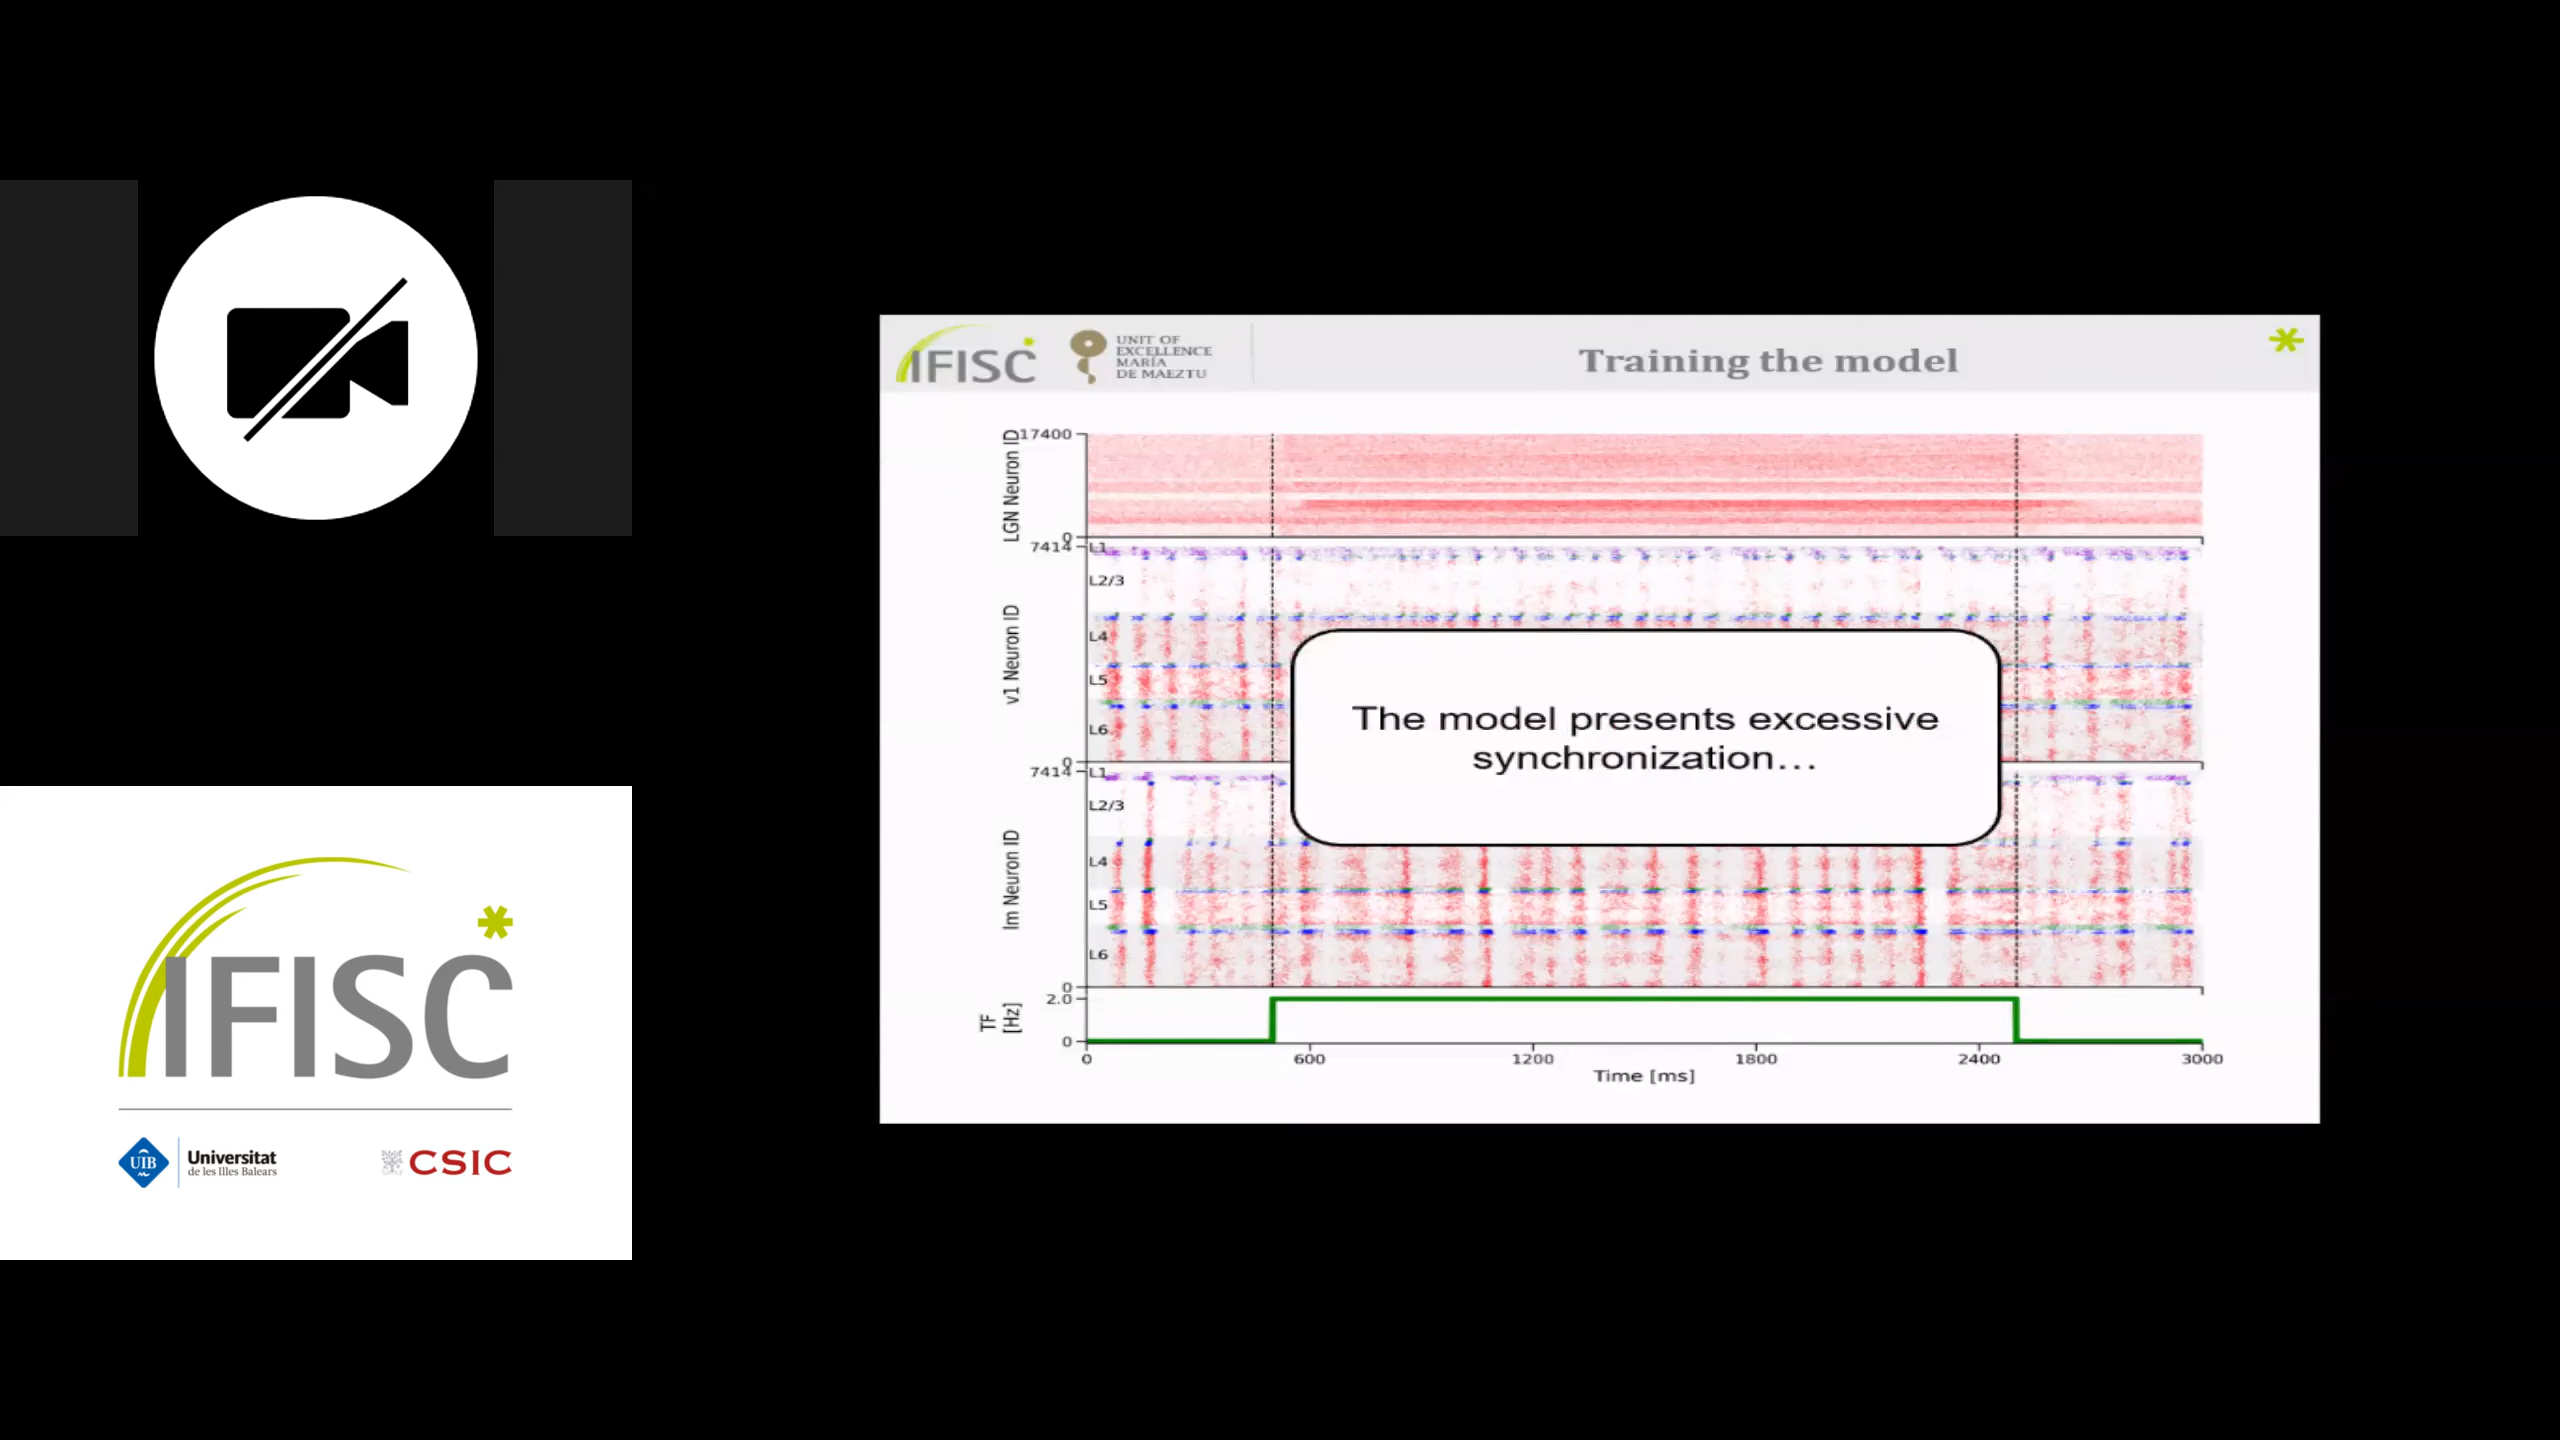 IFISC
UNIT OF
EXCELLENCE
MARÍA
DE MAEZTU
Training the model
LGN Neuron ID
17400
0
v1 Neuron ID
7414
L1
L2/3
L4
L5
L6
0
The model presents excessive
synchronization...
lm Neuron ID
7414
L1
L2/3
L4
L5
L6
0
TF
[Hz]
2.0
0
0 600 1200 1800 2400 3000
Time [ms]
IFISC
UIB
Universitat
de les Illes Balears
CSIC